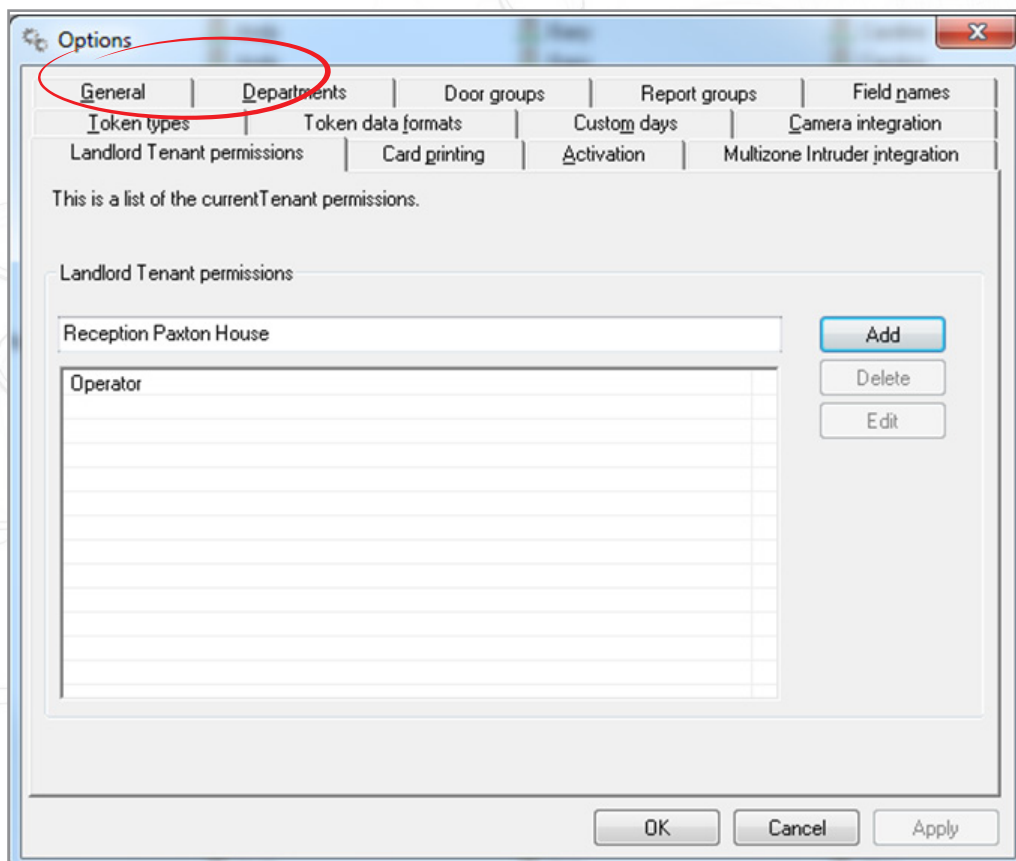 Options
General Departments Door groups Report groups Field names
Token types Token data formats Custom days Camera integration
Landlord Tenant permissions Card printing Activation Multizone Intruder integration
This is a list of the currentTenant permissions.
Landlord Tenant permissions
Reception Paxton House Add
Operator Delete
Edit
OK Cancel Apply